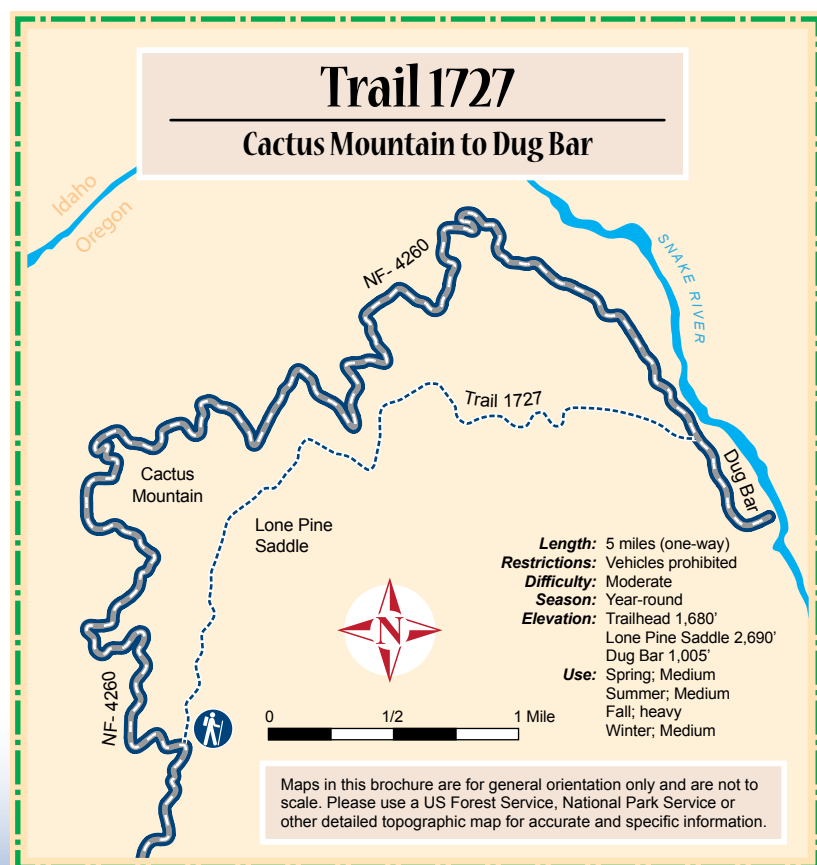 Trail 1727
Cactus Mountain to Dug Bar
Idaho
Oregon
SNAKE RIVER
NF- 4260
Trail 1727
Cactus
Mountain
Dug Bar
Lone Pine
Saddle
Length: 5 miles (one-way)
Restrictions: Vehicles prohibited
Difficulty: Moderate
Season: Year-round
Elevation: Trailhead 1,680’
Lone Pine Saddle 2,690’
Dug Bar 1,005’
Use: Spring; Medium
Summer; Medium
Fall; heavy
Winter; Medium
N
NF- 4260
0 1/2 1 Mile
Maps in this brochure are for general orientation only and are not to
scale. Please use a US Forest Service, National Park Service or
other detailed topographic map for accurate and specific information.